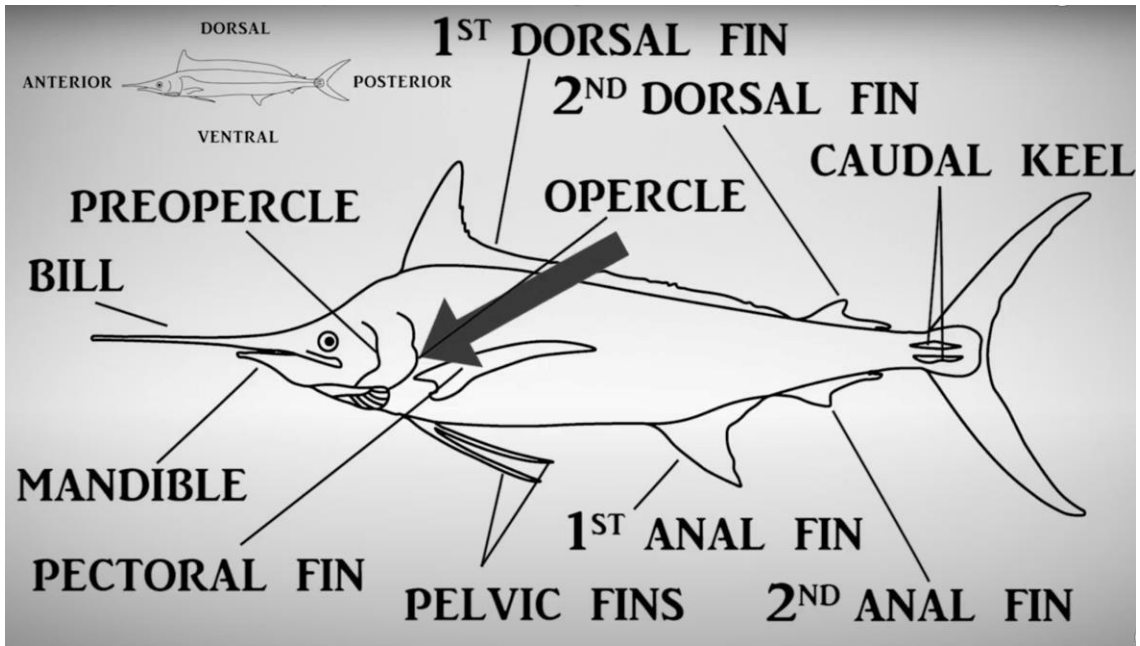 DORSAL
ANTERIOR
POSTERIOR
VENTRAL
1ST DORSAL FIN
2ND DORSAL FIN
CAUDAL KEEL
PREOPERCLE
OPERCLE
BILL
MANDIBLE
PECTORAL FIN
PELVIC FINS
1ST ANAL FIN
2ND ANAL FIN